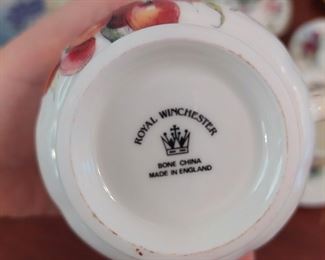 ROYAL WINCHESTER
BONE CHINA
MADE IN ENGLAND